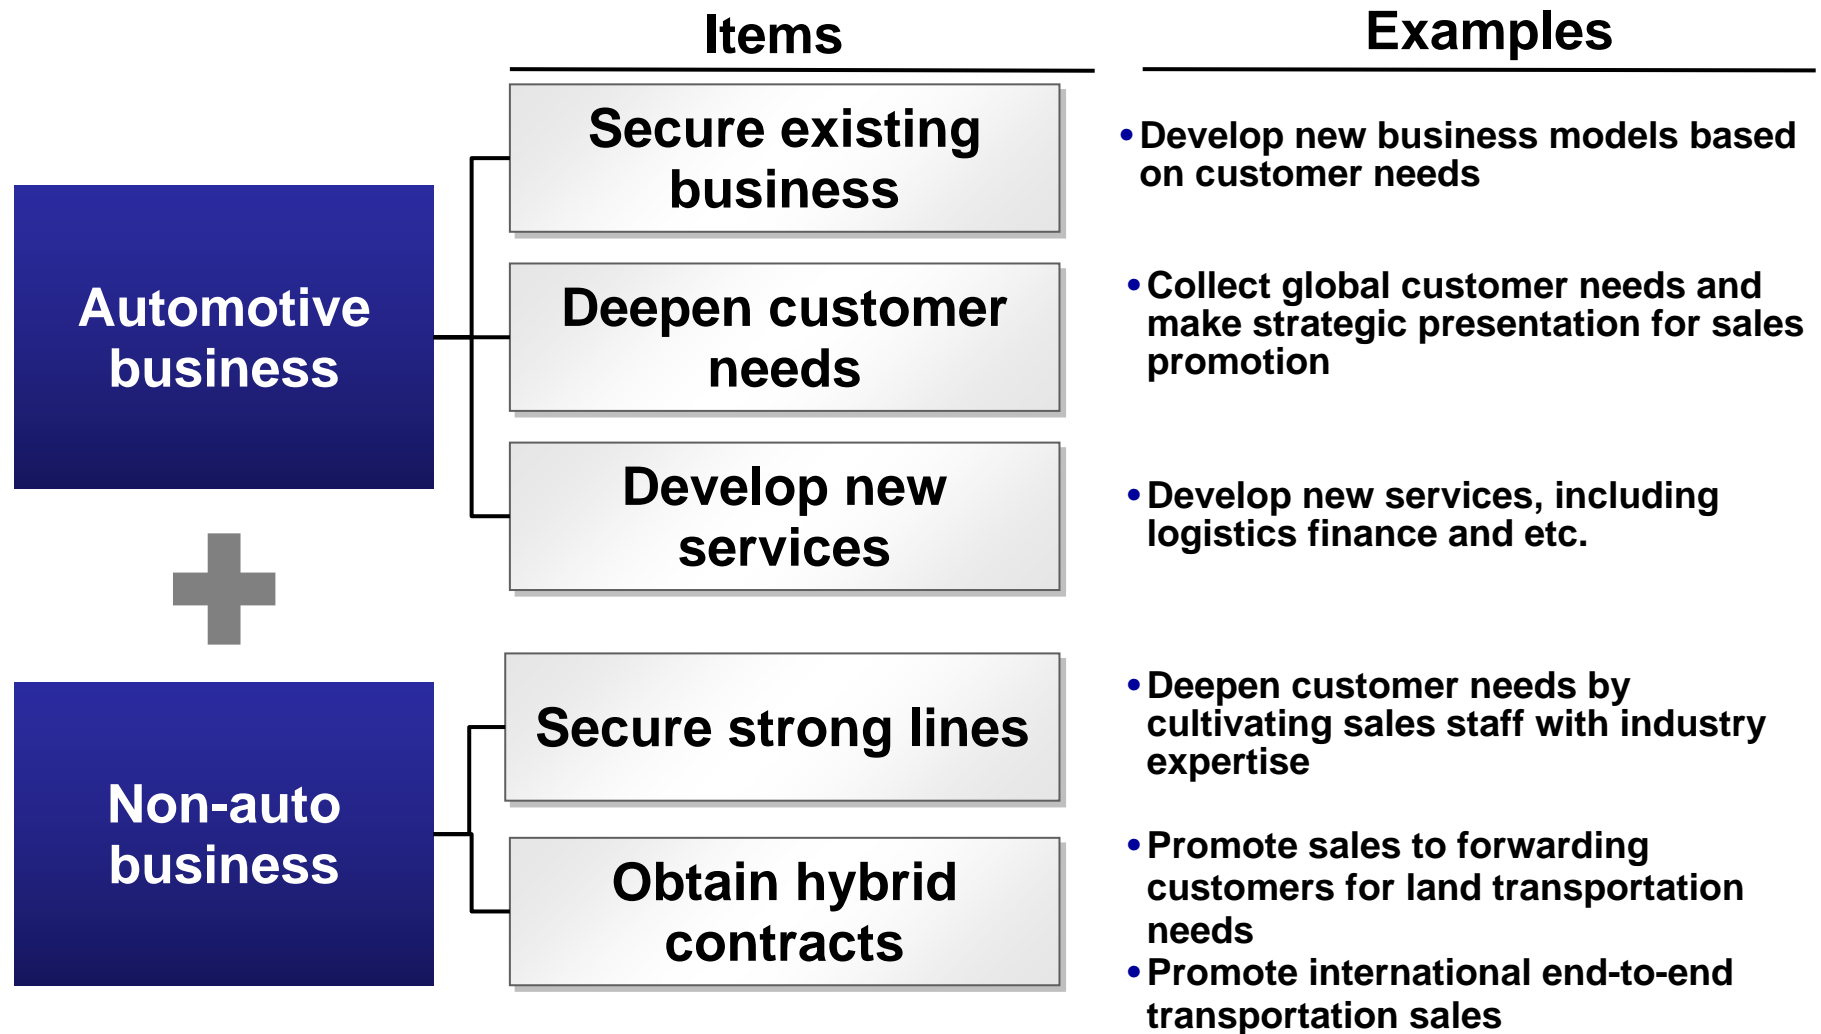 Items
Examples
Automotive
business
Secure existing
business
• Develop new business models based
on customer needs
Deepen customer
needs
• Collect global customer needs and
make strategic presentation for sales
promotion
Develop new
services
• Develop new services, including
logistics finance and etc.
Non-auto
business
Secure strong lines
• Deepen customer needs by
cultivating sales staff with industry
expertise
Obtain hybrid
contracts
• Promote sales to forwarding
customers for land transportation
needs
• Promote international end-to-end
transportation sales